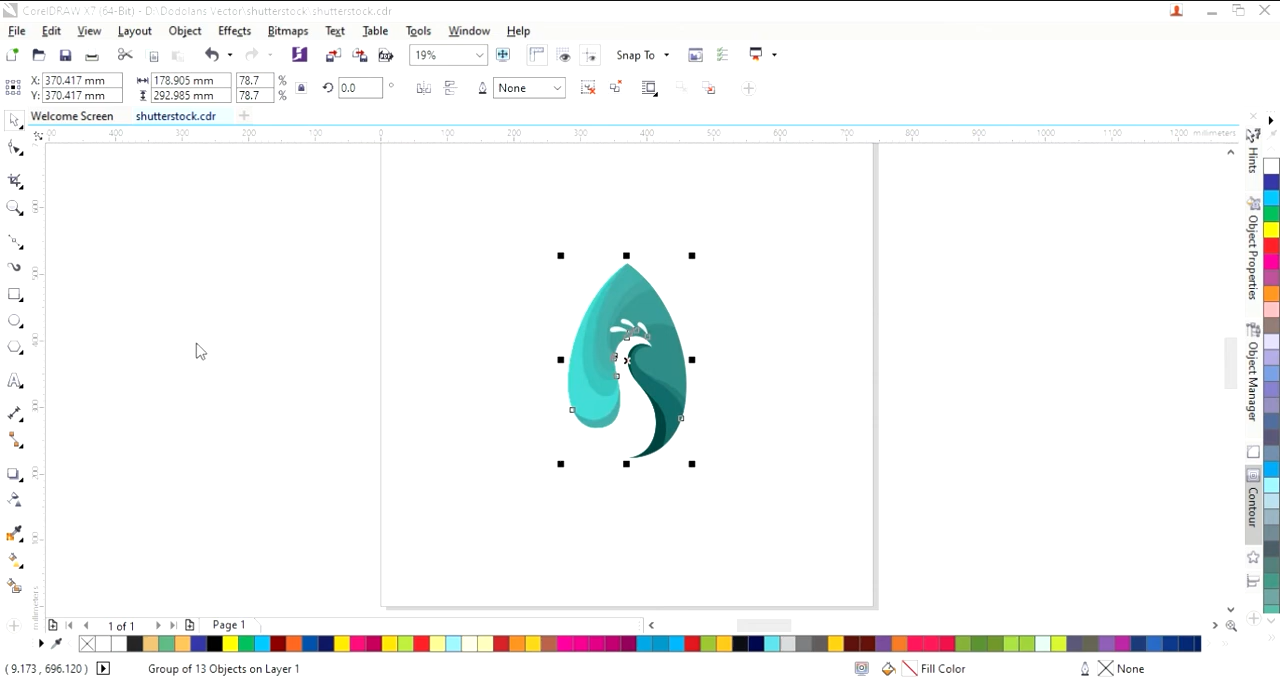 CorelDRAW X7 (64-Bit) - D:\Dodolans Vector\shutterstock\shutterstock.cdr
File Edit View Layout Object Effects Bitmaps Text Table Tools Window Help
19% Snap To
X: 370.417 mm 178.905 mm 78.7 % 0.0 ° None
Y: 370.417 mm 292.985 mm 78.7 %
Welcome Screen shutterstock.cdr
400 300 200 100 0 100 200 300 400 500 600 700 800 900 1000 1100 1200 millimeters
Hints
Object Properties
Object Manager
Contour
millimeters
1 of 1 Page 1
( 9.173 , 696.120 ) Group of 13 Objects on Layer 1 Fill Color None